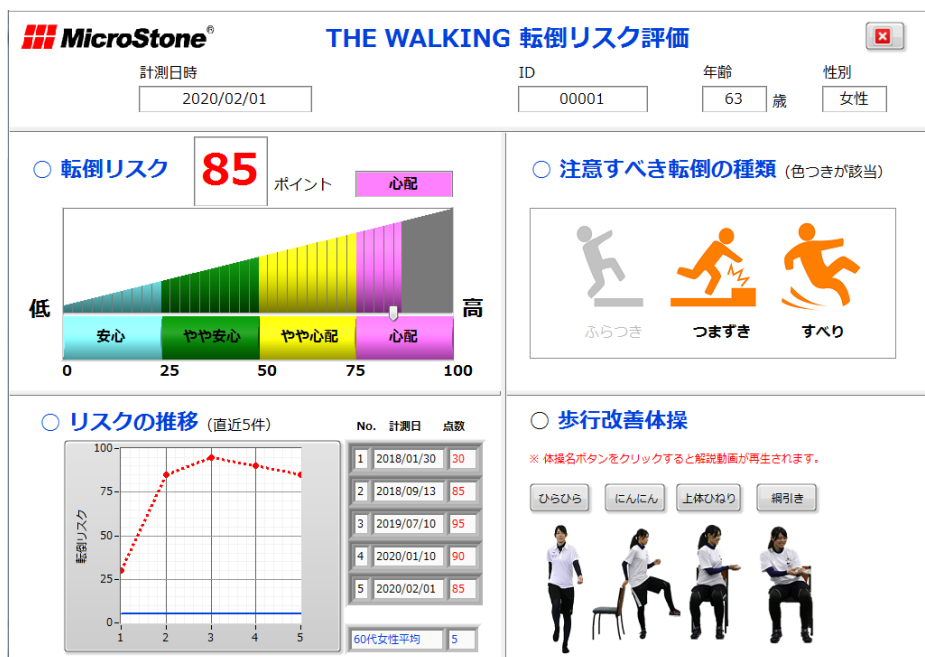 MicroStone®
THE WALKING 転倒リスク評価
計測日時
ID
年齢
性別
2020/02/01
00001
63 歳
女性
○ 転倒リスク
85 ポイント
心配
低
高
安心
やや安心
やや心配
心配
0 25 50 75 100
○ 注意すべき転倒の種類 (色つきが該当)
ふらつき
つまずき
すべり
○ リスクの推移 (直近5件)
転倒リスク
100
75
50
25
0
1 2 3 4 5
No. 計測日 点数
1 2018/01/30 30
2 2018/09/13 85
3 2019/07/10 95
4 2020/01/10 90
5 2020/02/01 85
60代女性平均 5
○ 歩行改善体操
※ 体操名ボタンをクリックすると解説動画が再生されます。
ひらひら
にんにん
上体ひねり
綱引き